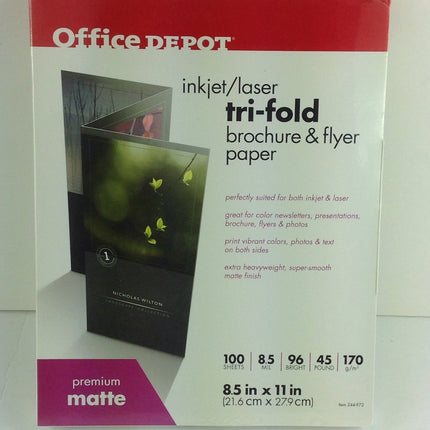 Office DEPOT
inkjet/laser
tri-fold
brochure & flyer
paper
perfectly suited for both inkjet & laser
great for color newsletters, presentations,
brochure, flyers & photos
print vibrant colors, photos & text
on both sides
extra heavyweight, super-smooth
matte finish
1
NICHOLAS WILTON
100 8.5 96 45 170
SHEETS MIL BRIGHT POUND g/m²
8.5 in x 11 in
(21.6 cm x 27.9 cm)
premium
matte